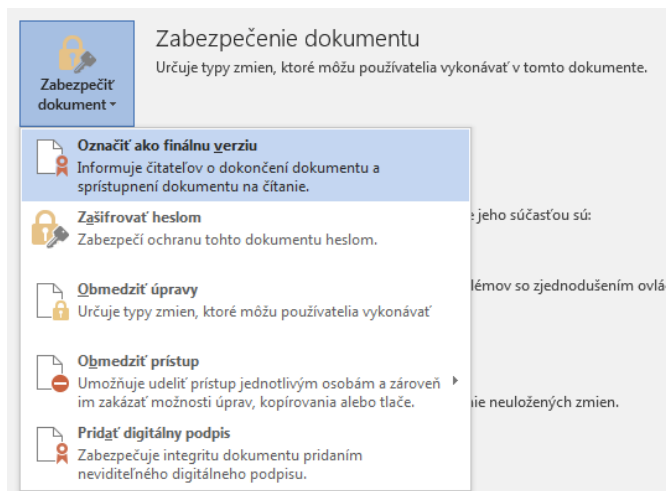 Zabezpečiť
dokument
Zabezpečenie dokumentu
Určuje typy zmien, ktoré môžu používatelia vykonávať v tomto dokumente.
Označiť ako finálnu verziu
Informuje čitateľov o dokončení dokumentu a
sprístupnení dokumentu na čítanie.
Zašifrovať heslom
Zabezpečí ochranu tohto dokumentu heslom.
jeho súčasťou sú:
Obmedziť úpravy
Určuje typy zmien, ktoré môžu používatelia vykonávať
lémov so zjednodušením ovlá
Obmedziť prístup
Umožňuje udeliť prístup jednotlivým osobám a zároveň
im zakázať možnosti úprav, kopírovania alebo tlače.
nie neuložených zmien.
Pridať digitálny podpis
Zabezpečuje integritu dokumentu pridaním
neviditeľného digitálneho podpisu.